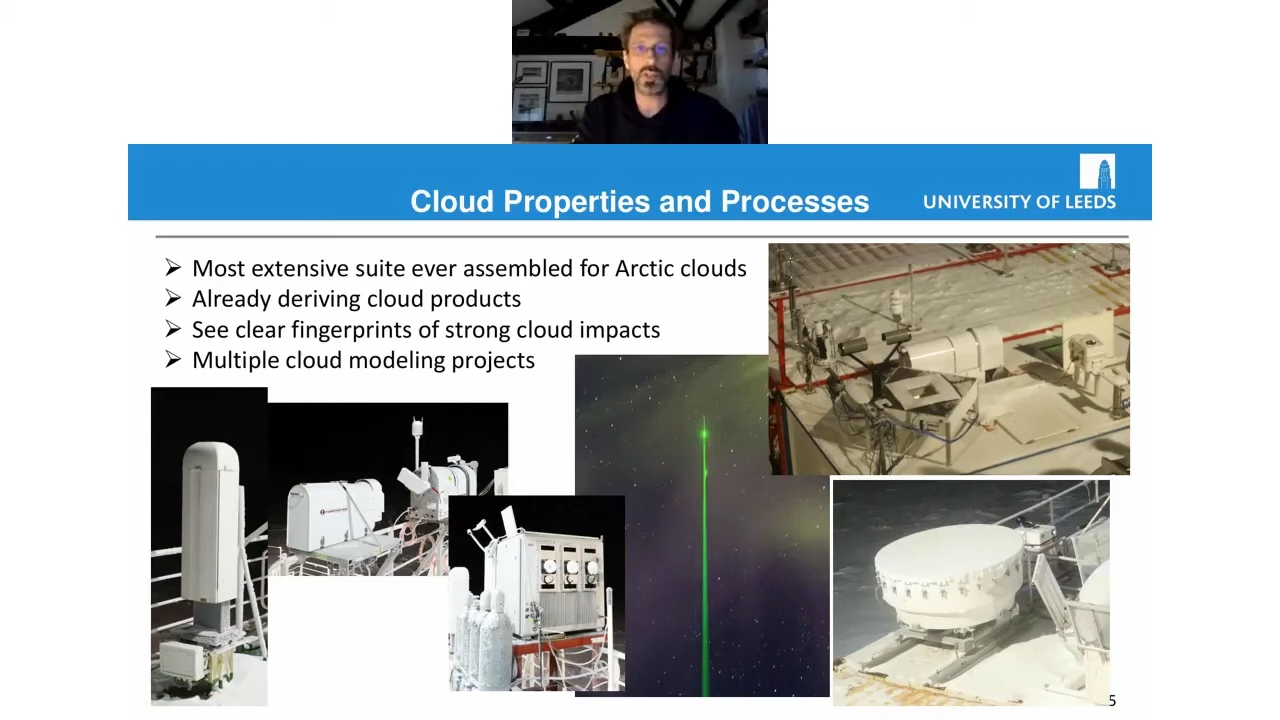 Cloud Properties and Processes
UNIVERSITY OF LEEDS
Most extensive suite ever assembled for Arctic clouds
Already deriving cloud products
See clear fingerprints of strong cloud impacts
Multiple cloud modeling projects
5